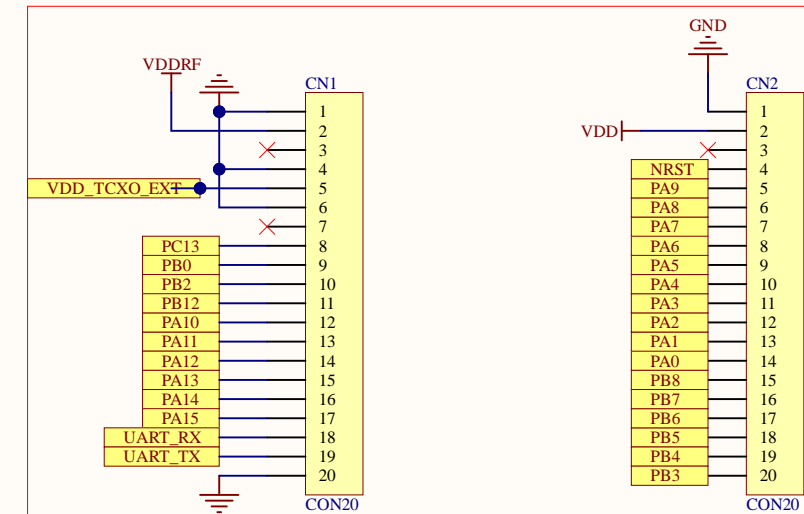 GND
VDDRF
CN1
CN2
1
2
3
4
5
6
7
8
9
10
11
12
13
14
15
16
17
18
19
20
VDD_TCXO_EXT
PC13
PB0
PB2
PB12
PA10
PA11
PA12
PA13
PA14
PA15
UART_RX
UART_TX
CON20
VDD
NRST
PA9
PA8
PA7
PA6
PA5
PA4
PA3
PA2
PA1
PA0
PB8
PB7
PB6
PB5
PB4
PB3
1
2
3
4
5
6
7
8
9
10
11
12
13
14
15
16
17
18
19
20
CON20